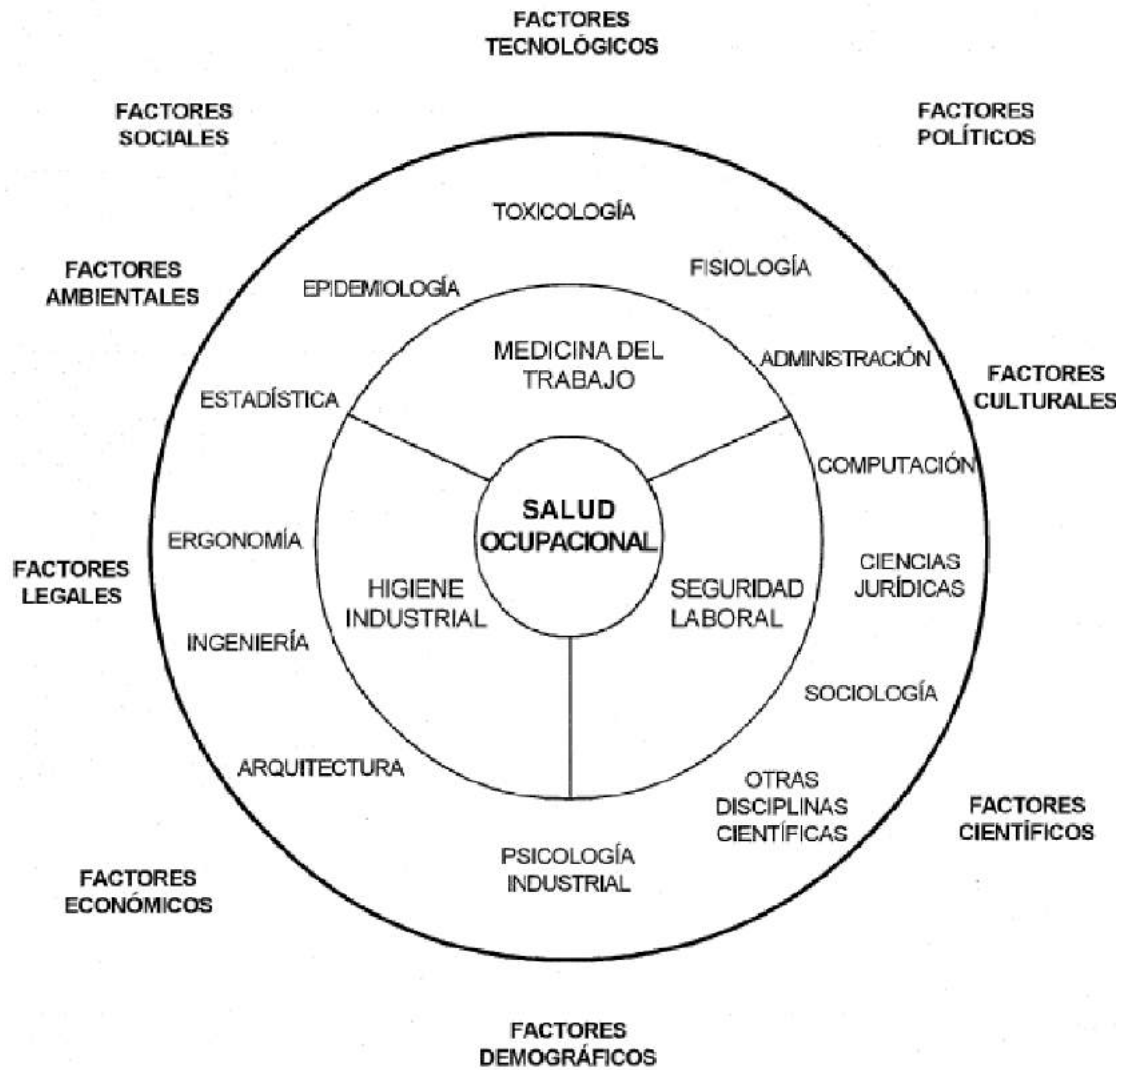 FACTORES
TECNOLÓGICOS
FACTORES
SOCIALES
FACTORES
POLÍTICOS
TOXICOLOGÍA
FISIOLOGÍA
FACTORES
AMBIENTALES
EPIDEMIOLOGÍA
MEDICINA DEL
TRABAJO
ADMINISTRACIÓN
FACTORES
CULTURALES
ESTADÍSTICA
COMPUTACIÓN
SALUD
OCUPACIONAL
ERGONOMÍA
FACTORES
LEGALES
CIENCIAS
JURÍDICAS
HIGIENE
INDUSTRIAL
SEGURIDAD
LABORAL
INGENIERÍA
SOCIOLOGÍA
ARQUITECTURA
OTRAS
DISCIPLINAS
CIENTÍFICAS
FACTORES
CIENTÍFICOS
PSICOLOGÍA
INDUSTRIAL
FACTORES
ECONÓMICOS
FACTORES
DEMOGRÁFICOS